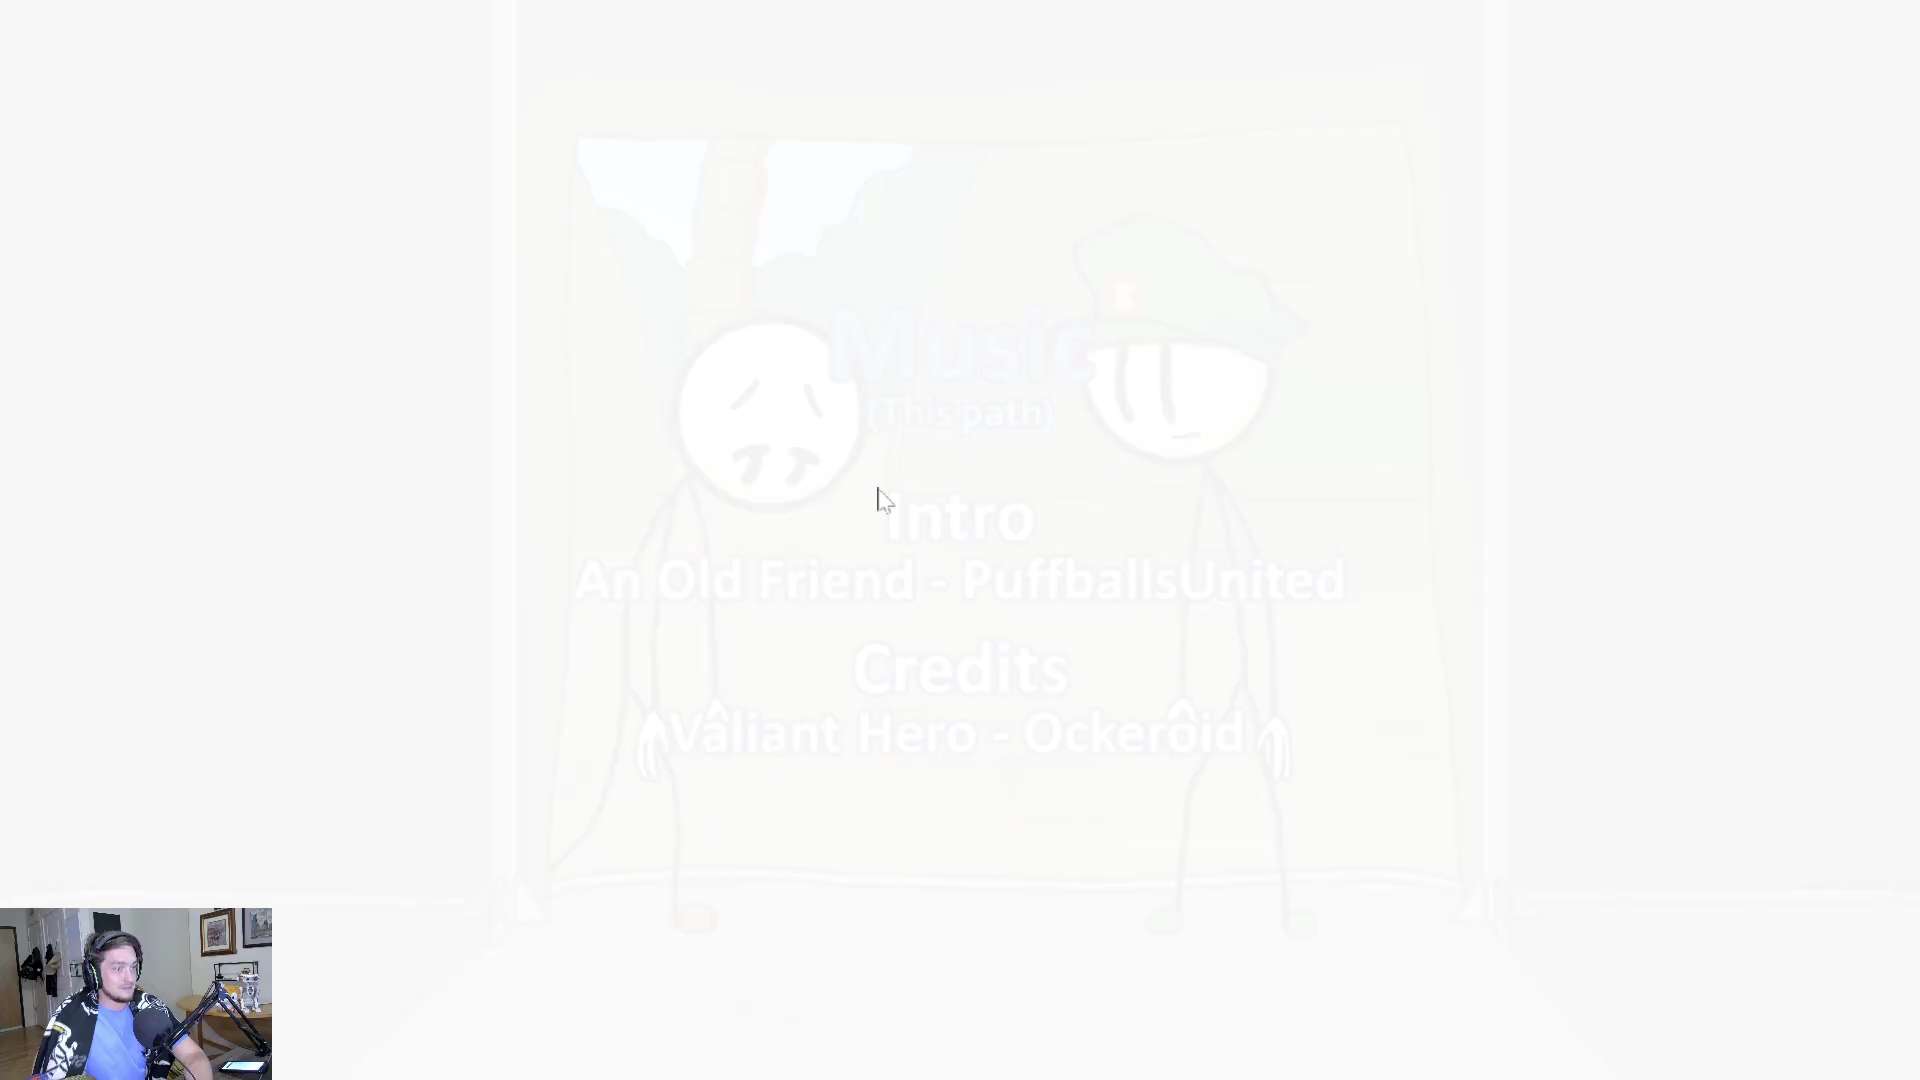 Music
(This path)
Intro
An Old Friend - PuffballsUnited
Credits
Valiant Hero - Ockeroid